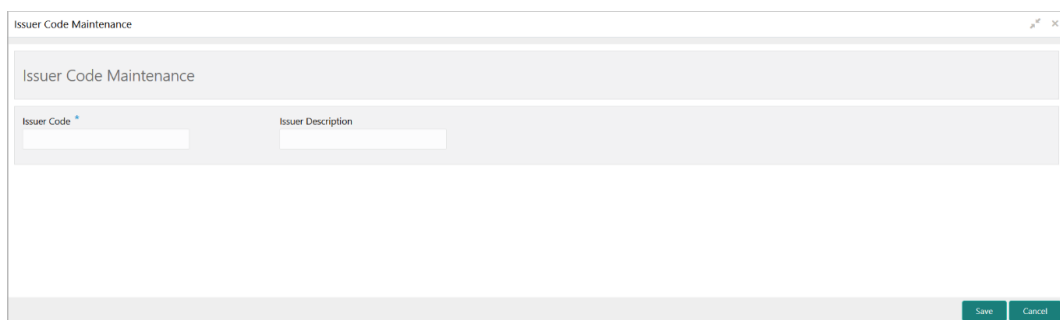 Issuer Code Maintenance
Issuer Code Maintenance
Issuer Code * Issuer Description
Save Cancel